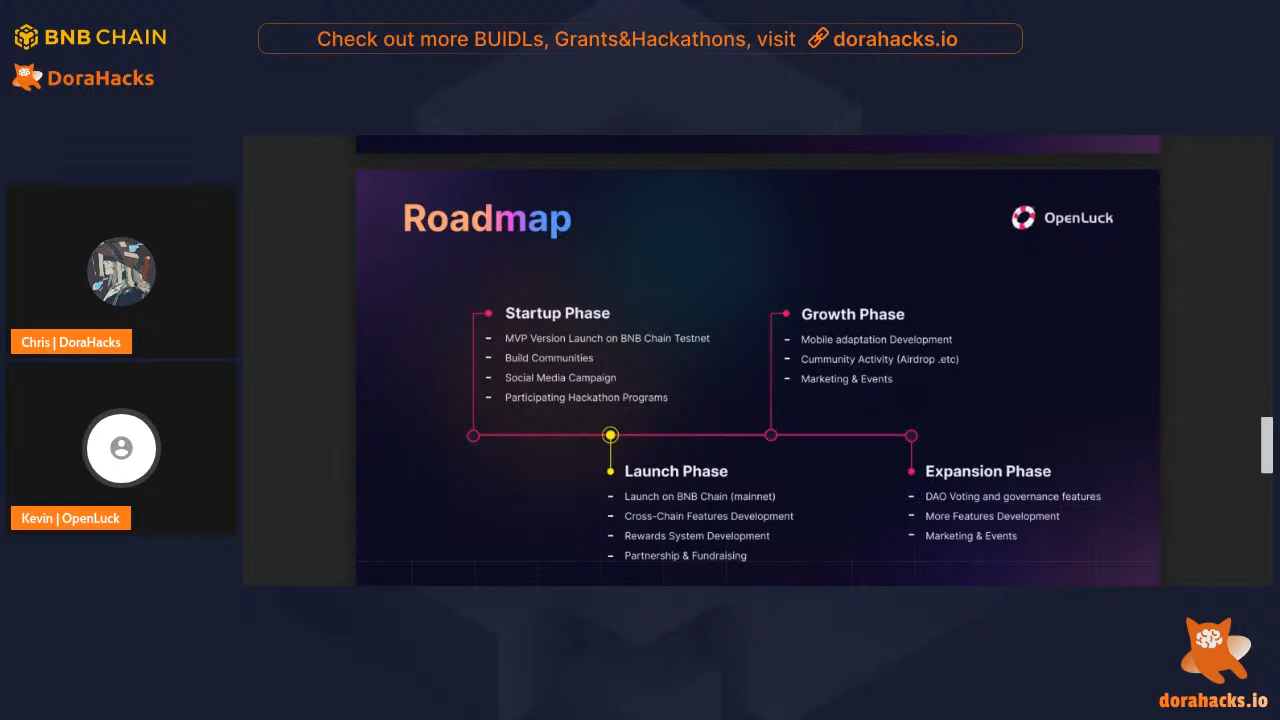 BNB CHAIN
DoraHacks
Check out more BUIDLs, Grants&Hackathons, visit dorahacks.io
Chris | DoraHacks
Kevin | OpenLuck
Roadmap
OpenLuck
Startup Phase
- MVP Version Launch on BNB Chain Testnet
- Build Communities
- Social Media Campaign
- Participating Hackathon Programs
Growth Phase
- Mobile adaptation Development
- Cummunity Activity (Airdrop .etc)
- Marketing & Events
Launch Phase
- Launch on BNB Chain (mainnet)
- Cross-Chain Features Development
- Rewards System Development
- Partnership & Fundraising
Expansion Phase
- DAO Voting and governance features
- More Features Development
- Marketing & Events
dorahacks.io